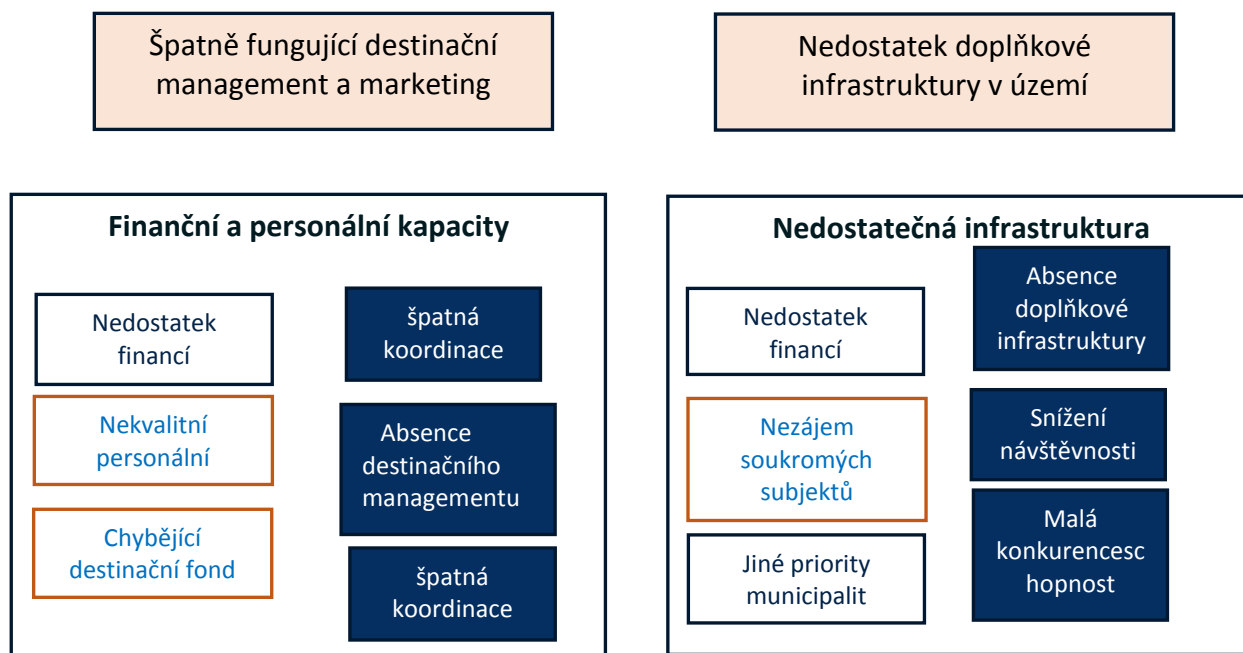 Špatně fungující destinační
management a marketing
Nedostatek doplňkové
infrastruktury v území
Finanční a personální kapacity
Nedostatek
financí
Nekvalitní
personální
Chybějící
destinační fond
špatná
koordinace
Absence
destinačního
managementu
špatná
koordinace
Nedostatečná infrastruktura
Nedostatek
financí
Nezájem
soukromých
subjektů
Jiné priority
municipalit
Absence
doplňkové
infrastruktury
Snížení
návštěvnosti
Malá
konkurencesc
hopnost